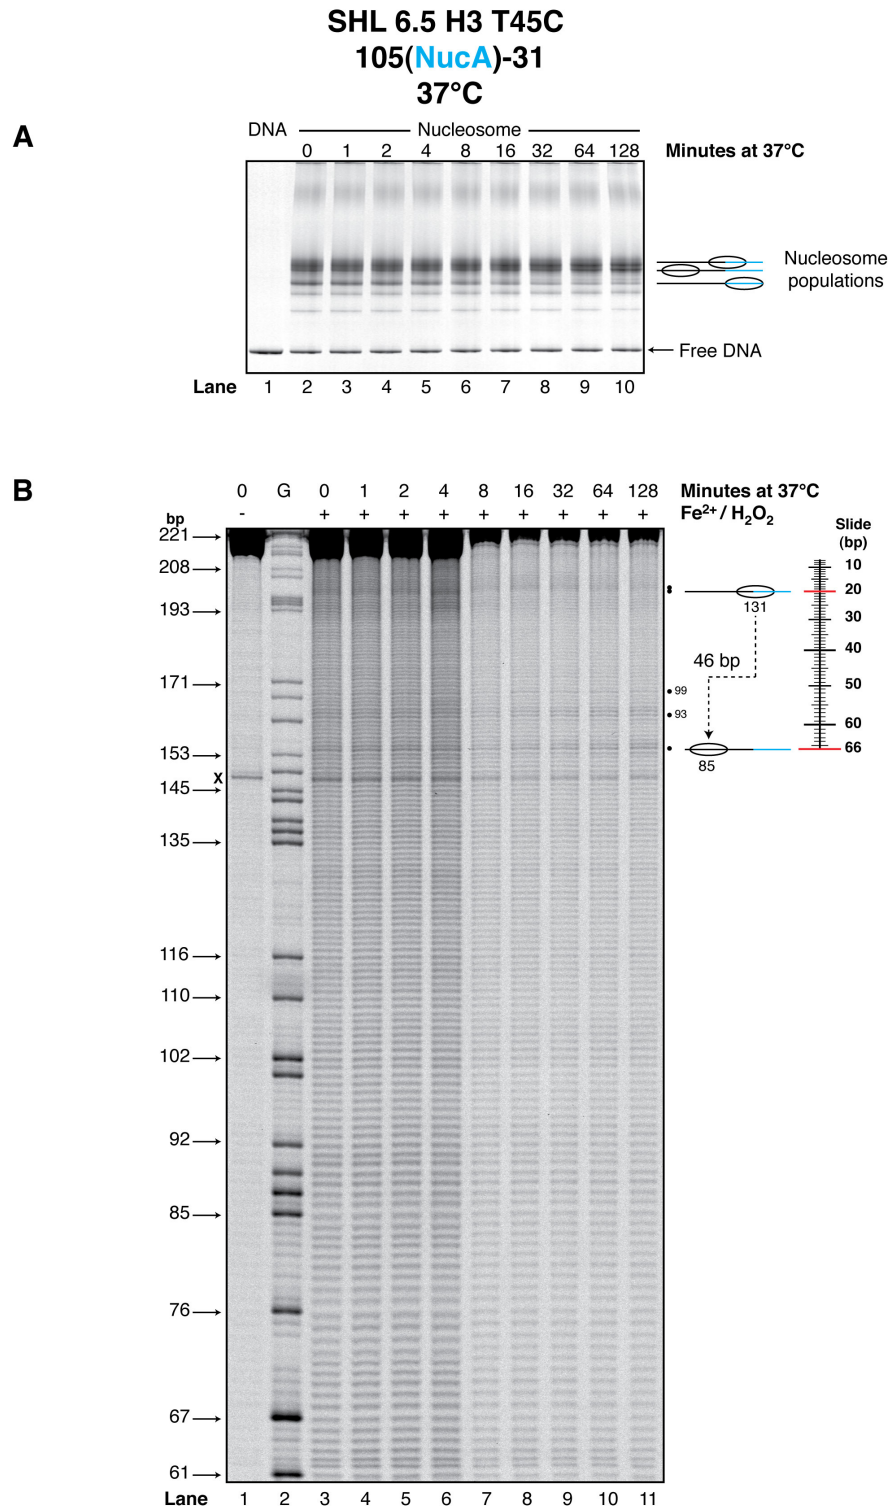 SHL 6.5 H3 T45C
105(NucA)-31
37°C
A
DNA Nucleosome
0 1 2 4 8 16 32 64 128 Minutes at 37°C
Nucleosome
populations
Free DNA
Lane 1 2 3 4 5 6 7 8 9 10
B
0 G 0 1 2 4 8 16 32 64 128 Minutes at 37°C
- + + + + + + + + + Fe²⁺ / H₂O₂
bp
Slide
(bp)
221
208
193
171
153
X
145
135
116
110
102
92
85
76
67
61
99
93
131
46 bp
85
10
20
30
40
50
60
66
Lane 1 2 3 4 5 6 7 8 9 10 11